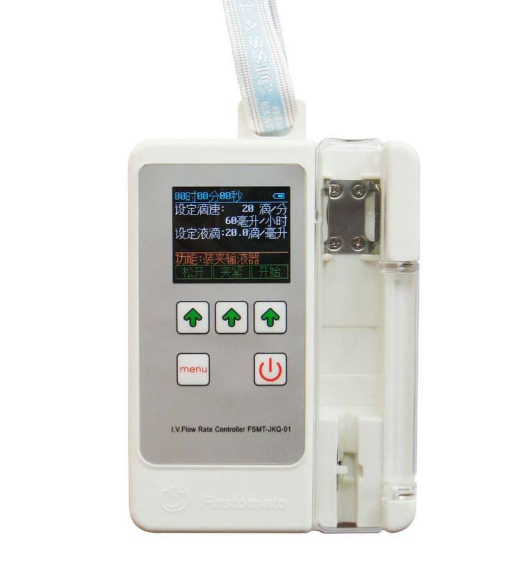 CLASSIC
00时00分00秒
设定滴速: 20 滴/分
60毫升/小时
设定液滴:20.0滴/毫升
功能:装夹输液器
松开 夹紧 开始
menu
I.V.Flow Rate Controller FSMT-JKQ-01
Firstomato